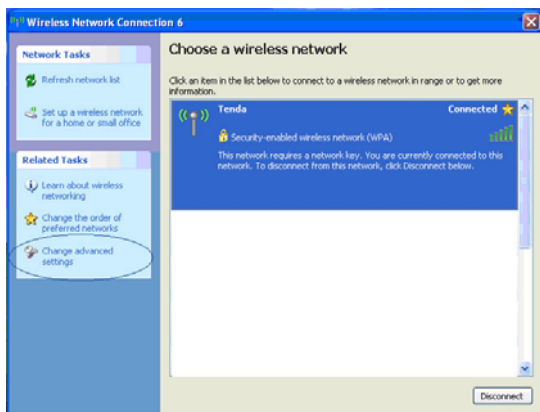 Wireless Network Connection 6
Network Tasks
Refresh network list
Set up a wireless network
for a home or small office
Related Tasks
Learn about wireless
networking
Change the order of
preferred networks
Change advanced
settings
Choose a wireless network
Click an item in the list below to connect to a wireless network in range or to get more
information.
Tenda
Connected
Security-enabled wireless network (WPA)
This network requires a network key. You are currently connected to this
network. To disconnect from this network, click Disconnect below.
Disconnect